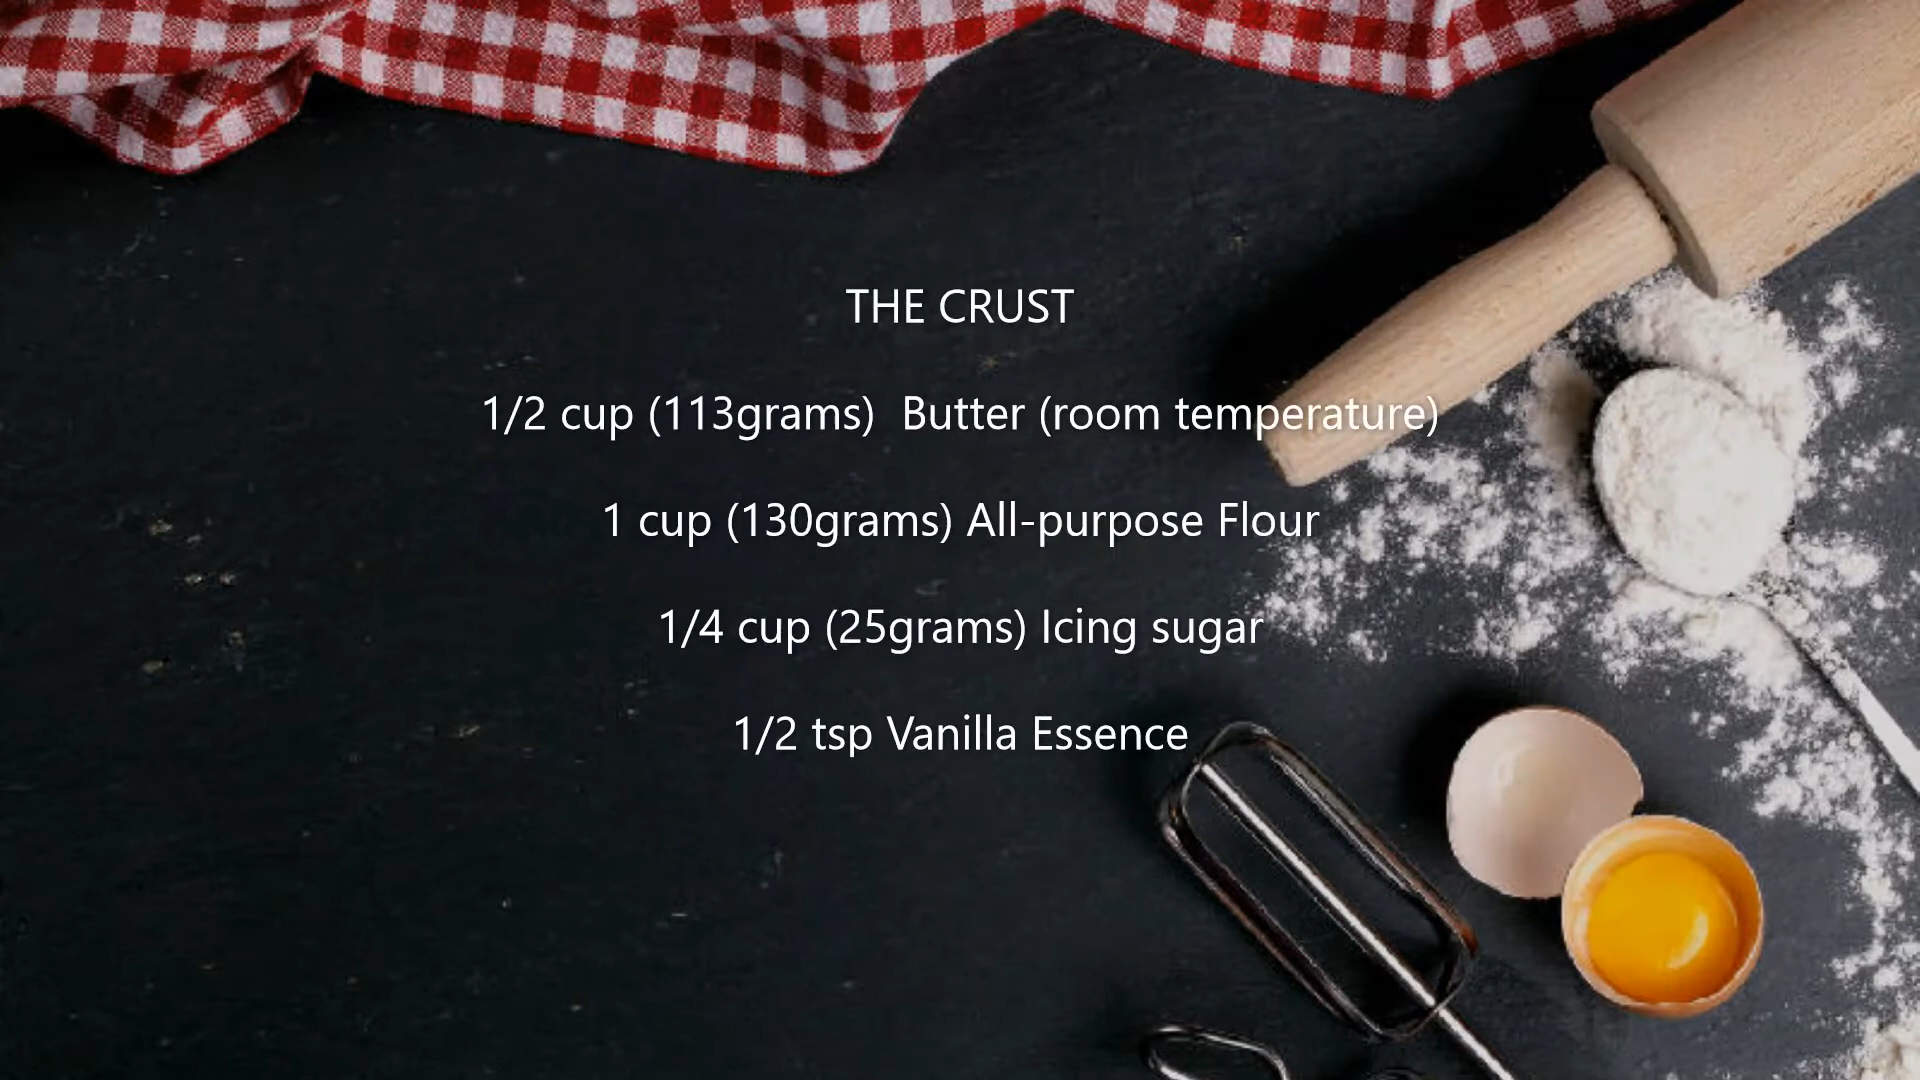 THE CRUST
1/2 cup (113grams)  Butter (room temperature)
1 cup (130grams) All-purpose Flour
1/4 cup (25grams) Icing sugar
1/2 tsp Vanilla Essence